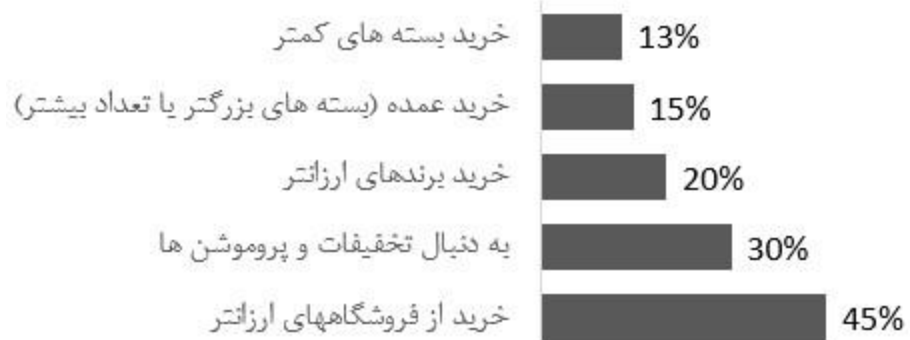 خرید بسته های کمتر 13%
خرید عمده (بسته های بزرگتر یا تعداد بیشتر) 15%
خرید برندهای ارزانتر 20%
به دنبال تخفیفات و پروموشن ها 30%
خرید از فروشگاههای ارزانتر 45%